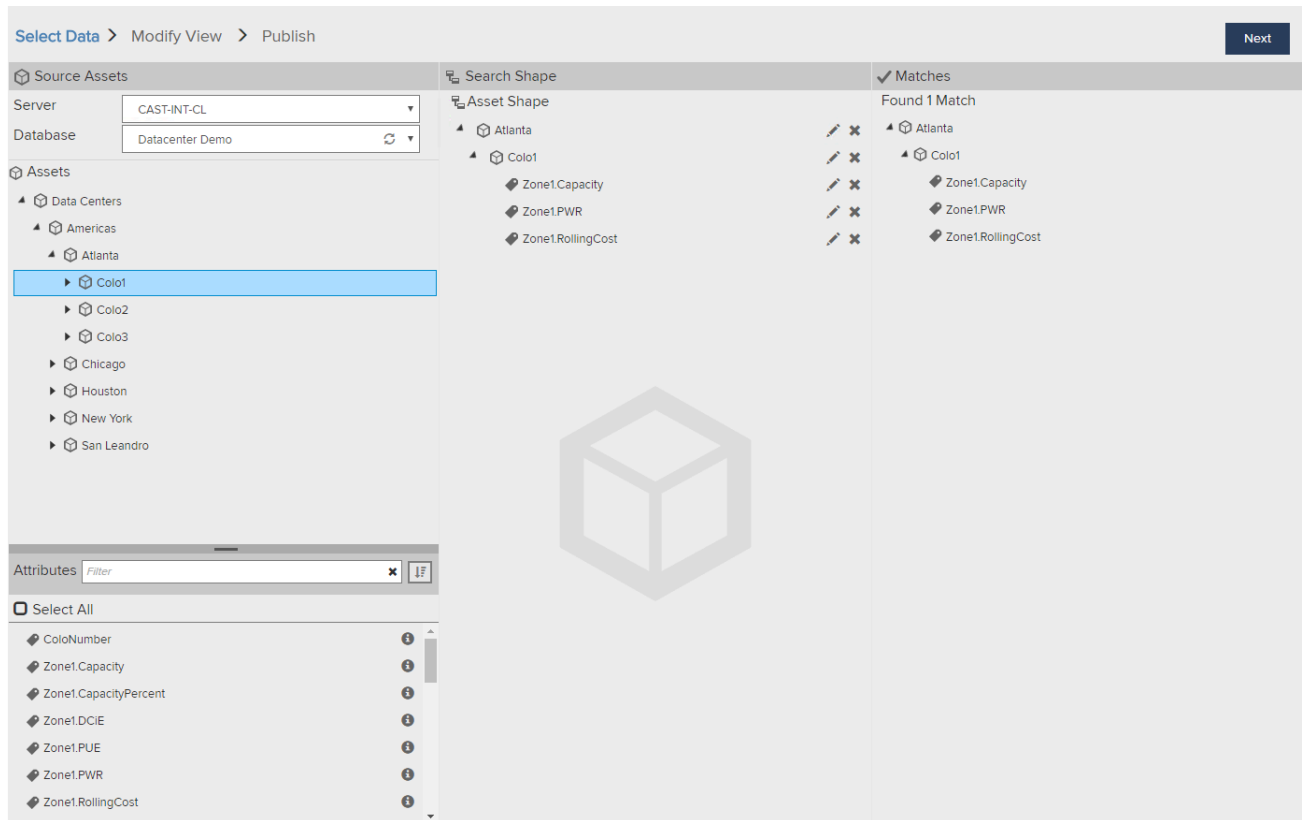 Select Data > Modify View > Publish
Next
Source Assets
Server
CAST-INT-CL
Database
Datacenter Demo
Assets
Data Centers
Americas
Atlanta
Colo1
Colo2
Colo3
Chicago
Houston
New York
San Leandro
Attributes
Filter
Select All
ColoNumber
Zone1.Capacity
Zone1.CapacityPercent
Zone1.DCiE
Zone1.PUE
Zone1.PWR
Zone1.RollingCost
Search Shape
Asset Shape
Atlanta
Colo1
Zone1.Capacity
Zone1.PWR
Zone1.RollingCost
Matches
Found 1 Match
Atlanta
Colo1
Zone1.Capacity
Zone1.PWR
Zone1.RollingCost